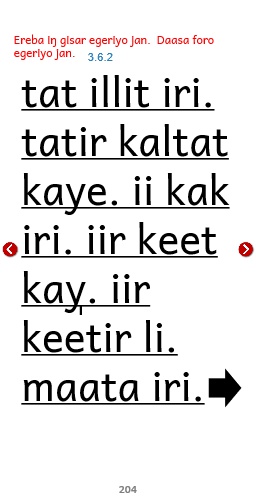 Ereba iŋ gisar egeriyo jan. Daasa foro
egeriyo jan. 3.6.2
tat illit iri.
tatir kaltat
kaye. ii kak
iri. iir keet
kay. iir
keetir li.
maata iri.
204